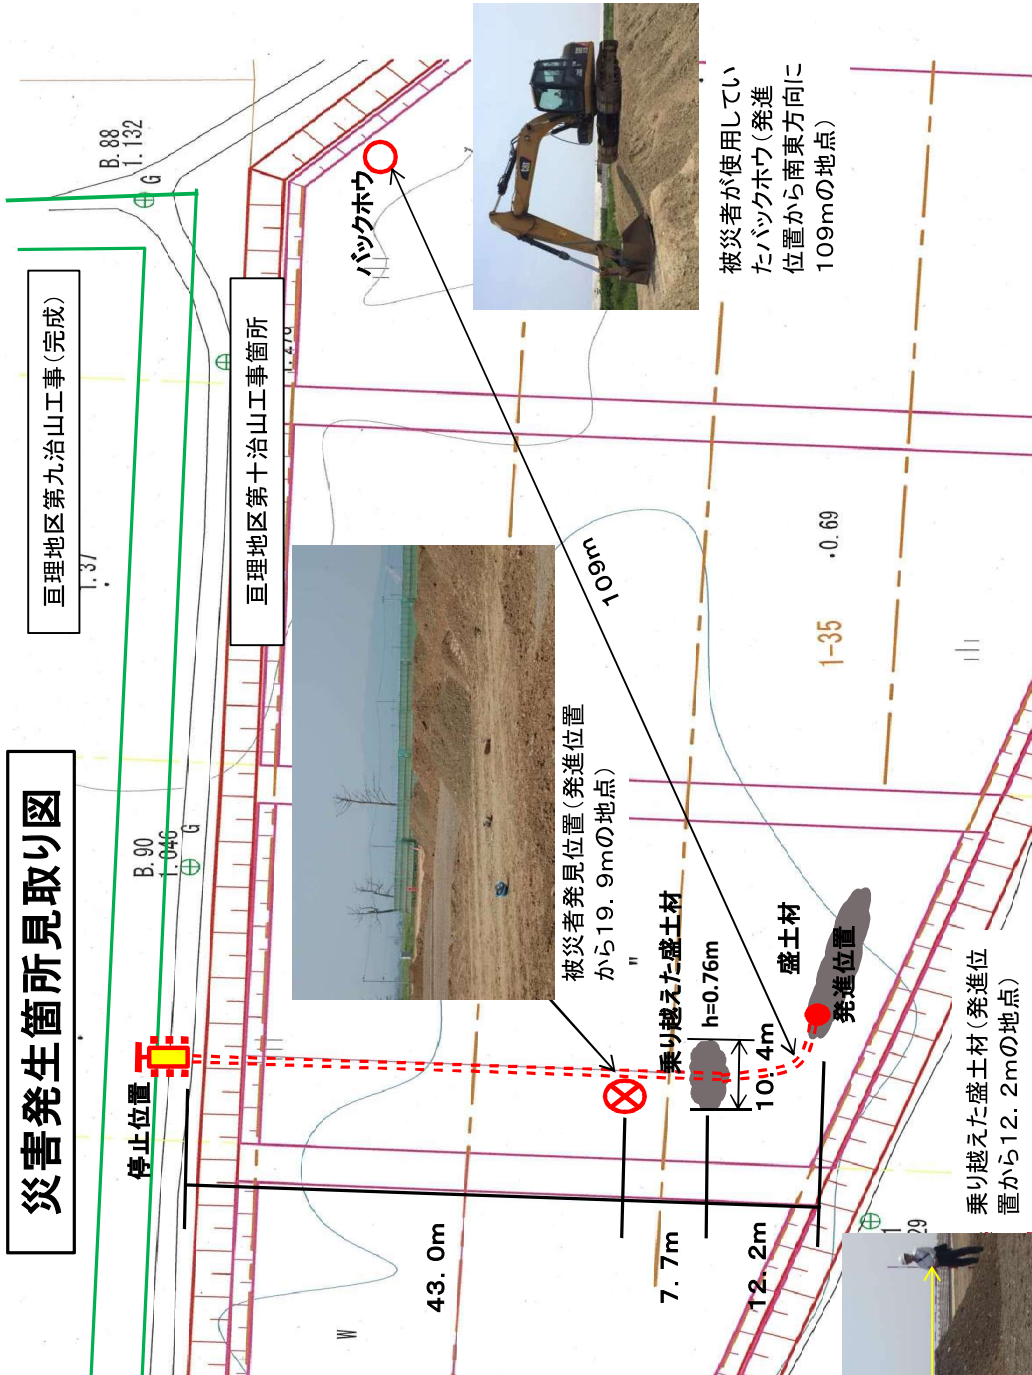 災害発生箇所見取り図
亘理地区第九治山工事(完成)
亘理地区第十治山工事箇所
B.88
1.132
G
B.90
1.046
G
1.37
停止位置
バックホウ
109m
被災者が使用してい
たバックホウ(発進
位置から南東方向に
109mの地点)
被災者発見位置(発進位置
から19.9mの地点)
乗り越えた盛土材
h=0.76m
10.4m
盛土材
発進位置
43.0m
7.7m
12.2m
乗り越えた盛土材(発進位
置から12.2mの地点)
1-35
.0.69
W
CAT